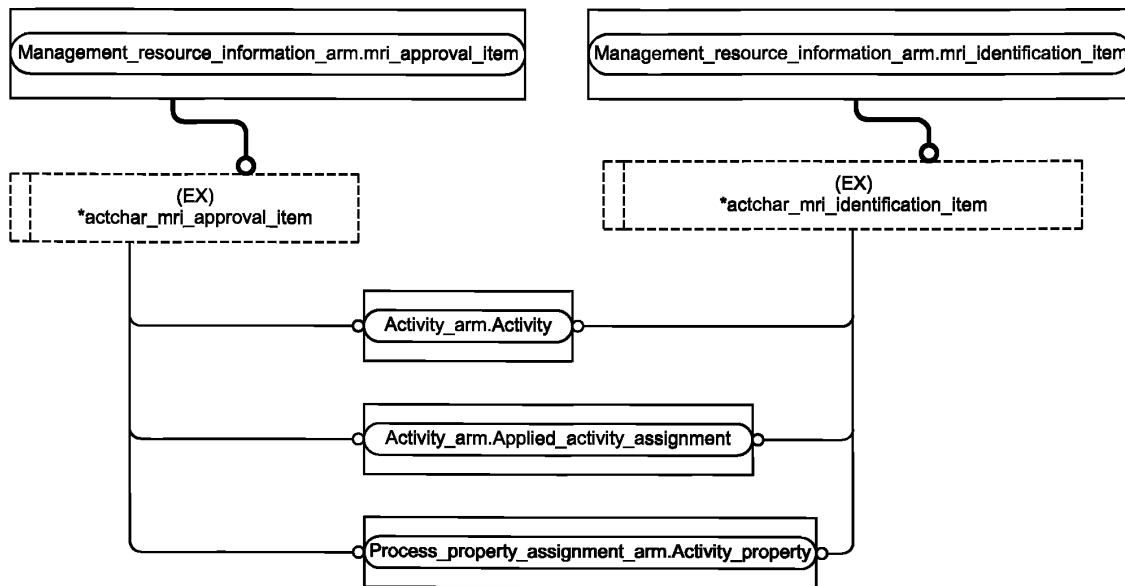 Management_resource_information_arm.mri_approval_item
Management_resource_information_arm.mri_identification_item
(EX)
*actchar_mri_approval_item
(EX)
*actchar_mri_identification_item
Activity_arm.Activity
Activity_arm.Applied_activity_assignment
Process_property_assignment_arm.Activity_property